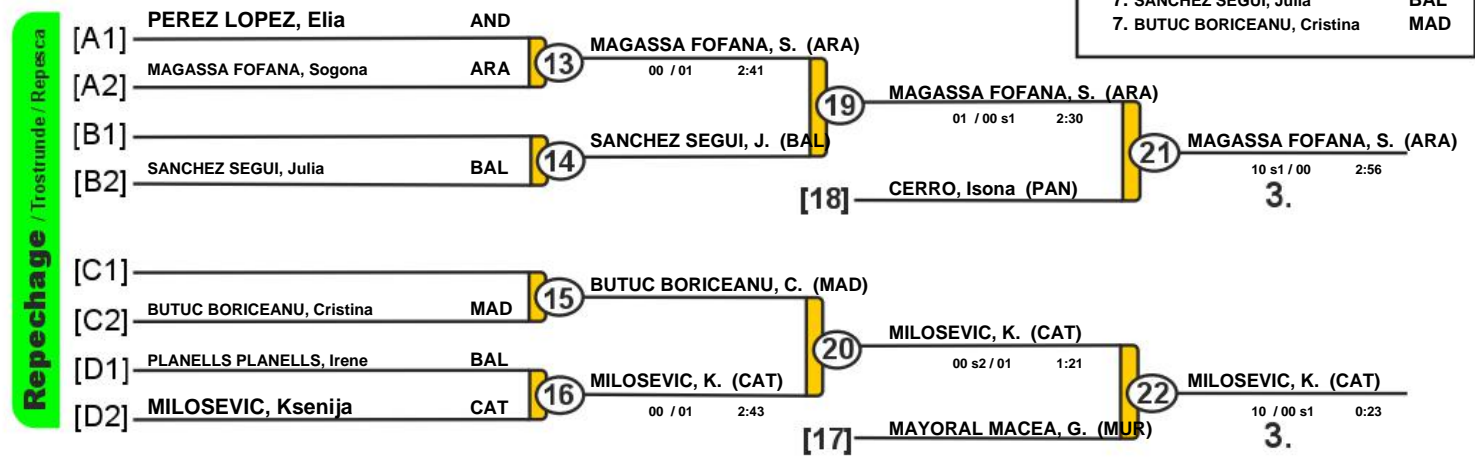 7. SANCHEZ SEGUI, Julia BAL
7. BUTUC BORICEANU, Cristina MAD
Repechage / Trostrunde / Repesca
[A1] PEREZ LOPEZ, Elia AND
[A2] MAGASSA FOFANA, Sogona ARA
13 MAGASSA FOFANA, S. (ARA)
00 / 01 2:41
[B1]
[B2] SANCHEZ SEGUI, Julia BAL
14 SANCHEZ SEGUI, J. (BAL)
19 MAGASSA FOFANA, S. (ARA)
01 / 00 s1 2:30
[18] CERRO, Isona (PAN)
21 MAGASSA FOFANA, S. (ARA)
10 s1 / 00 2:56
3.
[C1]
[C2] BUTUC BORICEANU, Cristina MAD
15 BUTUC BORICEANU, C. (MAD)
[D1] PLANELLS PLANELLS, Irene BAL
[D2] MILOSEVIC, Ksenija CAT
16 MILOSEVIC, K. (CAT)
00 / 01 2:43
20 MILOSEVIC, K. (CAT)
00 s2 / 01 1:21
[17] MAYORAL MACEA, G. (MUR)
22 MILOSEVIC, K. (CAT)
10 / 00 s1 0:23
3.